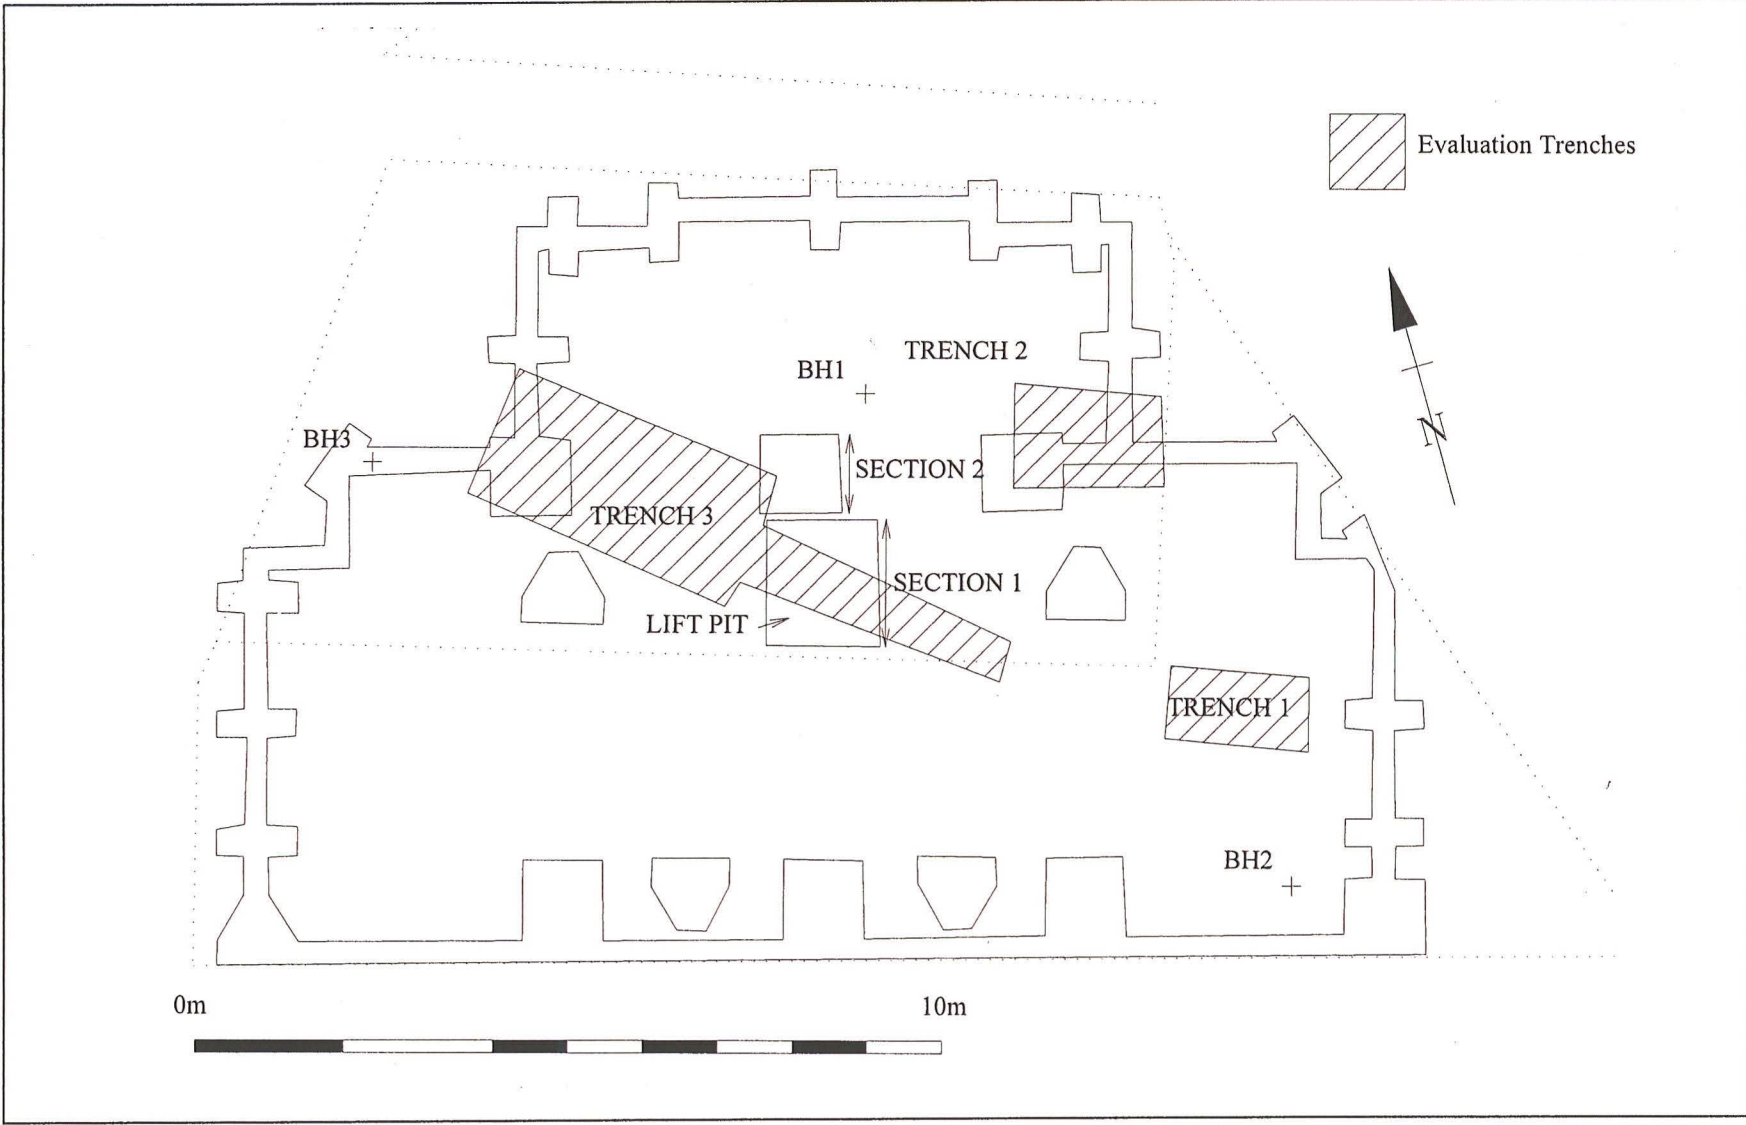 Evaluation Trenches
TRENCH 2
BH1
BH3
SECTION 2
TRENCH 3
SECTION 1
LIFT PIT
TRENCH 1
BH2
N
0m
10m